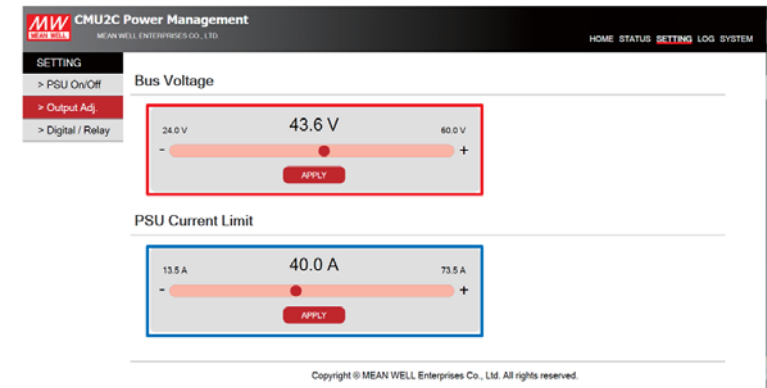 MW
MEAN WELL
CMU2C Power Management
MEAN WELL ENTERPRISES CO., LTD.
HOME STATUS SETTING LOG SYSTEM
SETTING
> PSU On/Off
> Output Adj.
> Digital / Relay
Bus Voltage
24.0 V 43.6 V 60.0 V
- +
APPLY
PSU Current Limit
13.5 A 40.0 A 73.5 A
- +
APPLY
Copyright © MEAN WELL Enterprises Co., Ltd. All rights reserved.